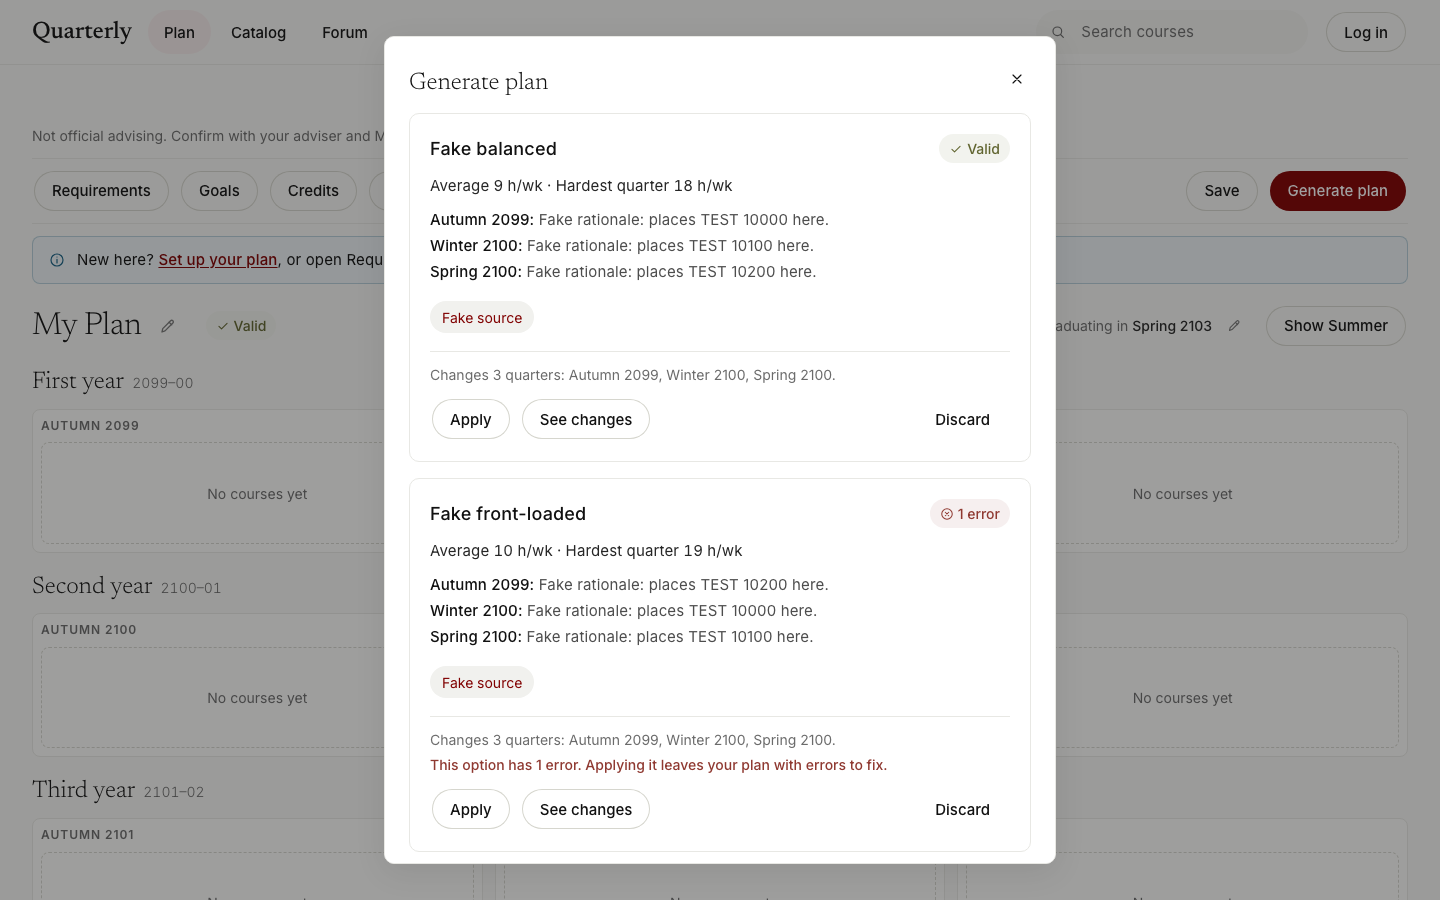 Quarterly
Plan
Catalog
Forum
Search courses
Log in
Not official advising. Confirm with your adviser and
Requirements
Goals
Credits
Save
Generate plan
New here? Set up your plan, or open
My Plan
Valid
graduating in Spring 2103
Show Summer
First year 2099–00
AUTUMN 2099
No courses yet
No courses yet
Second year 2100–01
AUTUMN 2100
No courses yet
No courses yet
Third year 2101–02
AUTUMN 2101
Generate plan
Fake balanced
Valid
Average 9 h/wk · Hardest quarter 18 h/wk
Autumn 2099: Fake rationale: places TEST 10000 here.
Winter 2100: Fake rationale: places TEST 10100 here.
Spring 2100: Fake rationale: places TEST 10200 here.
Fake source
Changes 3 quarters: Autumn 2099, Winter 2100, Spring 2100.
Apply
See changes
Discard
Fake front-loaded
1 error
Average 10 h/wk · Hardest quarter 19 h/wk
Autumn 2099: Fake rationale: places TEST 10200 here.
Winter 2100: Fake rationale: places TEST 10000 here.
Spring 2100: Fake rationale: places TEST 10100 here.
Fake source
Changes 3 quarters: Autumn 2099, Winter 2100, Spring 2100.
This option has 1 error. Applying it leaves your plan with errors to fix.
Apply
See changes
Discard